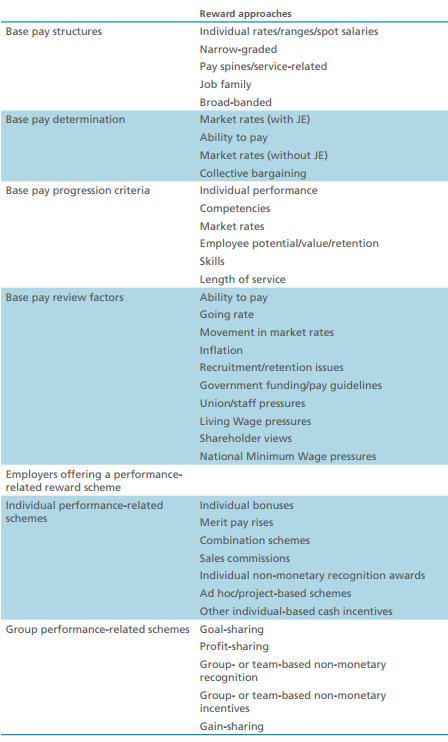 Reward approaches
Base pay structures Individual rates/ranges/spot salaries
Narrow-graded
Pay spines/service-related
Job family
Broad-banded
Base pay determination Market rates (with JE)
Ability to pay
Market rates (without JE)
Collective bargaining
Base pay progression criteria Individual performance
Competencies
Market rates
Employee potential/value/retention
Skills
Length of service
Base pay review factors Ability to pay
Going rate
Movement in market rates
Inflation
Recruitment/retention issues
Government funding/pay guidelines
Union/staff pressures
Living Wage pressures
Shareholder views
National Minimum Wage pressures
Employers offering a performance-
related reward scheme
Individual performance-related Individual bonuses
schemes Merit pay rises
Combination schemes
Sales commissions
Individual non-monetary recognition awards
Ad hoc/project-based schemes
Other individual-based cash incentives
Group performance-related schemes Goal-sharing
Profit-sharing
Group- or team-based non-monetary
recognition
Group- or team-based non-monetary
incentives
Gain-sharing